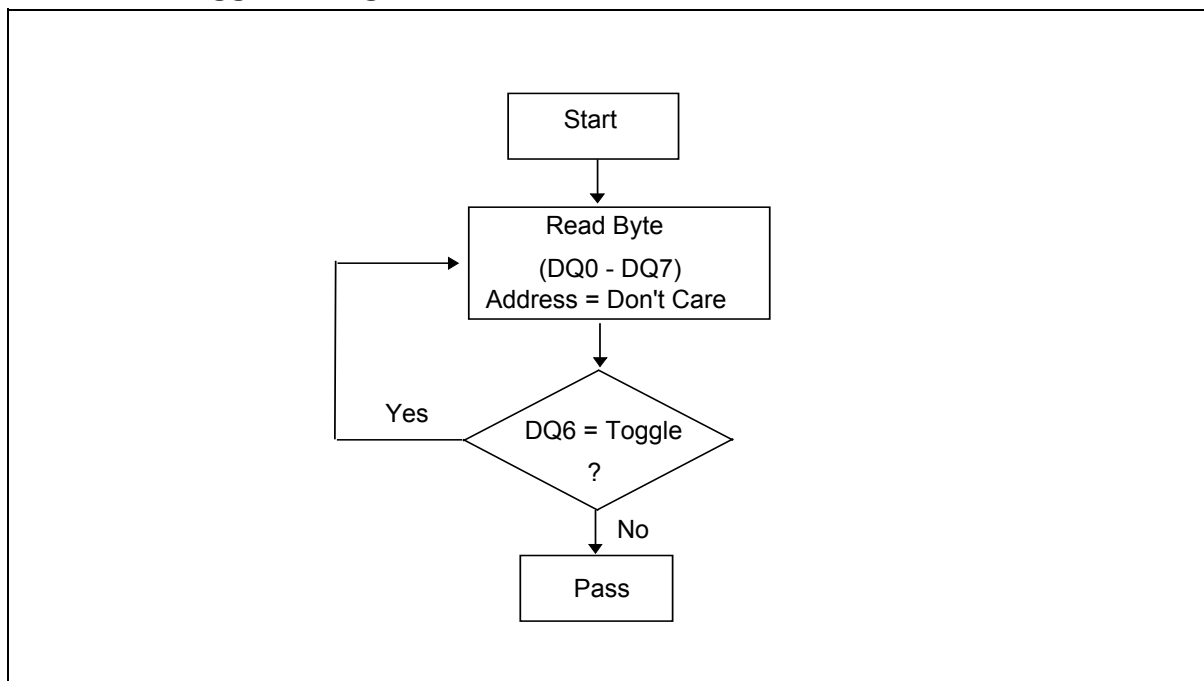 Start
Read Byte
(DQ0 - DQ7)
Address = Don't Care
Yes
DQ6 = Toggle
?
No
Pass